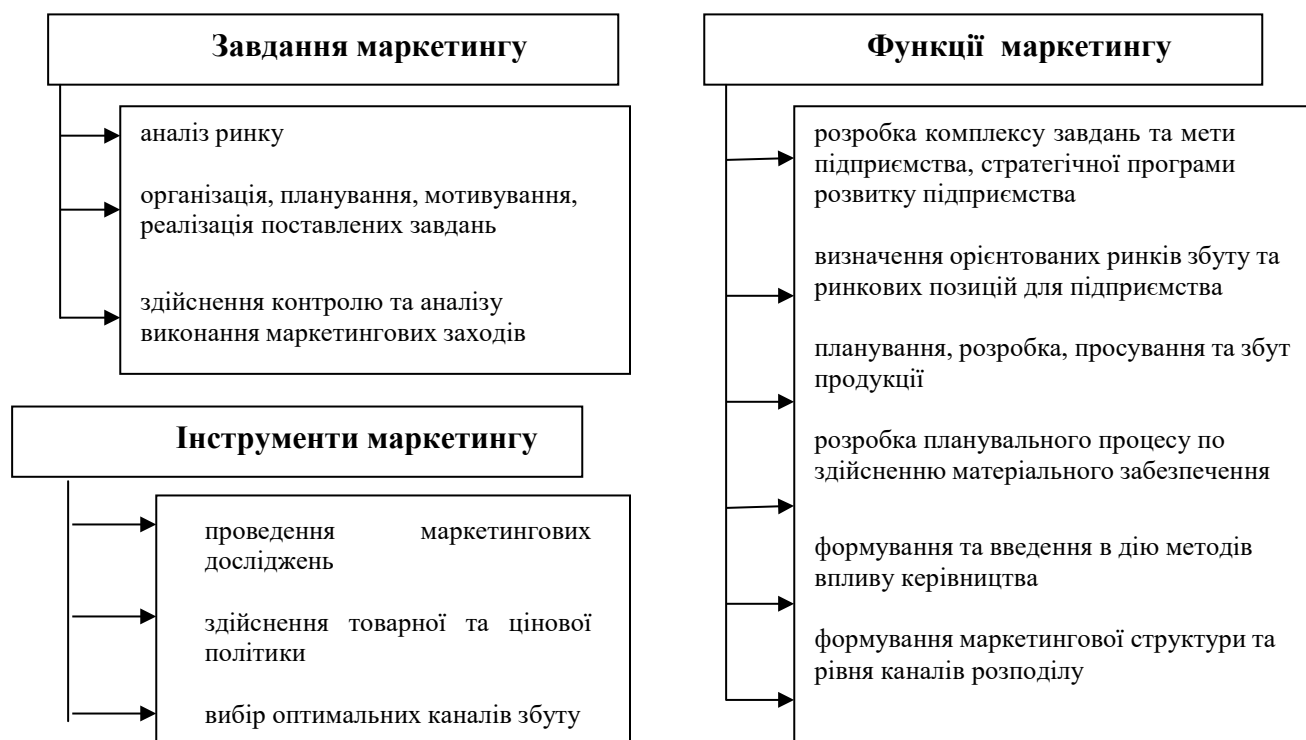 Завдання маркетингу
аналіз ринку
організація, планування, мотивування,
реалізація поставлених завдань
здійснення контролю та аналізу
виконання маркетингових заходів
Інструменти маркетингу
проведення маркетингових
досліджень
здійснення товарної та цінової
політики
вибір оптимальних каналів збуту
Функції маркетингу
розробка комплексу завдань та мети
підприємства, стратегічної програми
розвитку підприємства
визначення орієнтованих ринків збуту та
ринкових позицій для підприємства
планування, розробка, просування та збут
продукції
розробка планувального процесу по
здійсненню матеріального забезпечення
формування та введення в дію методів
впливу керівництва
формування маркетингової структури та
рівня каналів розподілу